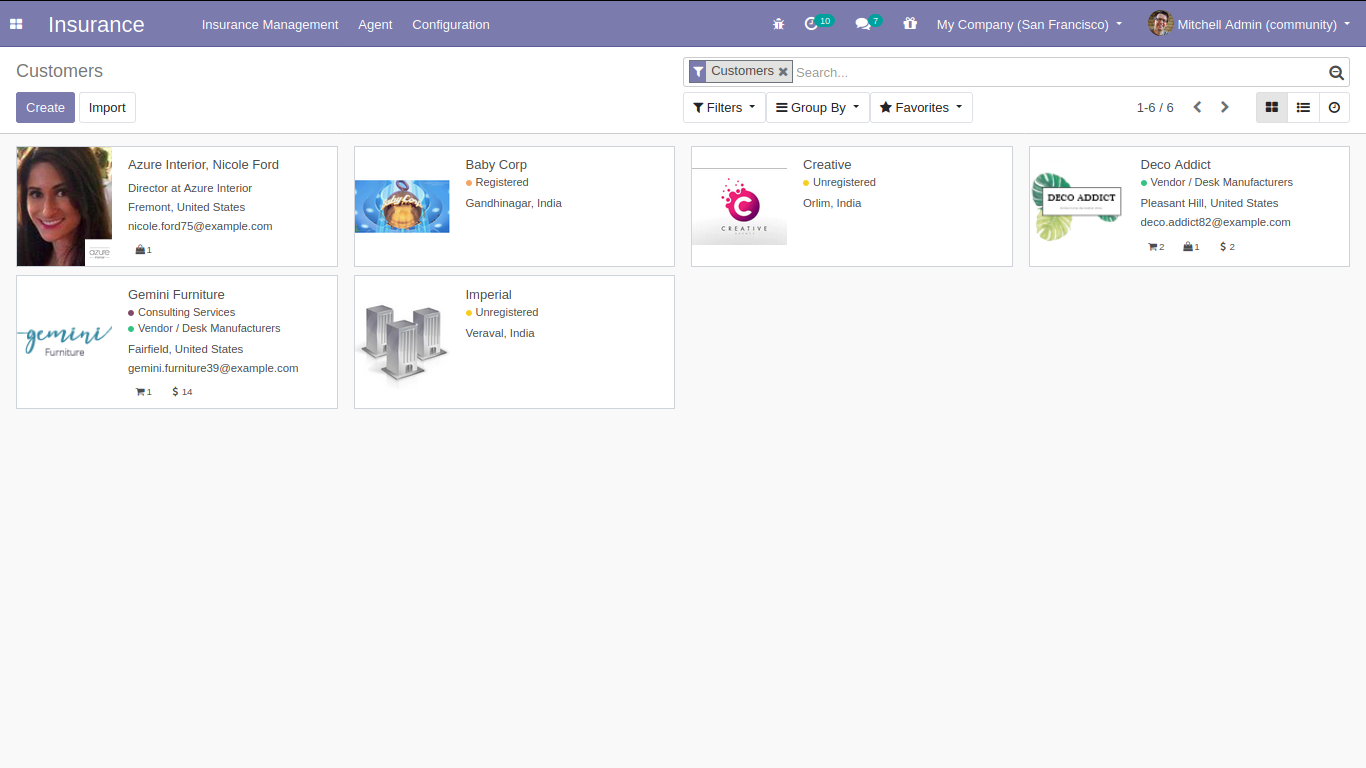 Insurance Insurance Management Agent Configuration 10 7 My Company (San Francisco) Mitchell Admin (community)
Customers
Customers Search...
Create Import
Filters Group By Favorites 1-6 / 6
Azure Interior, Nicole Ford
Director at Azure Interior
Fremont, United States
nicole.ford75@example.com
1
azure
Baby Corp
Registered
Gandhinagar, India
Baby Corp
Creative
Unregistered
Orlim, India
C
CREATIVE
Deco Addict
Vendor / Desk Manufacturers
Pleasant Hill, United States
deco.addict82@example.com
2 1 $ 2
DECO ADDICT
Gemini Furniture
Consulting Services
Vendor / Desk Manufacturers
Fairfield, United States
gemini.furniture39@example.com
1 $ 14
gemini
Furniture
Imperial
Unregistered
Veraval, India